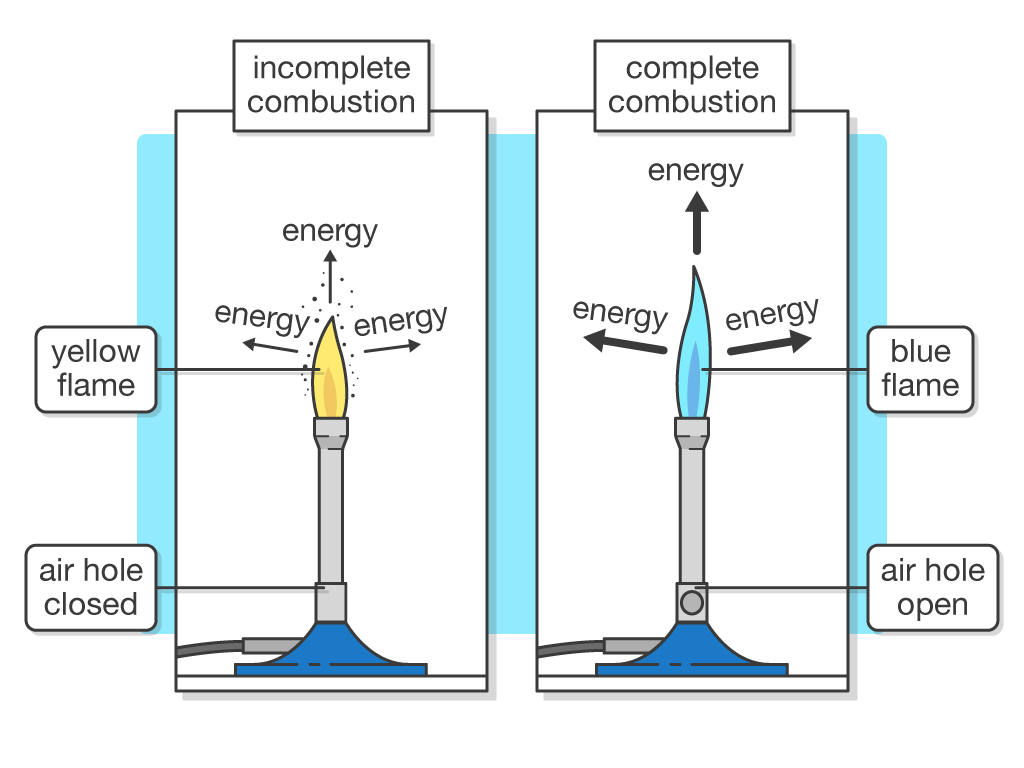 incomplete
combustion
energy
energy
energy
yellow
flame
air hole
closed
complete
combustion
energy
energy
energy
blue
flame
air hole
open